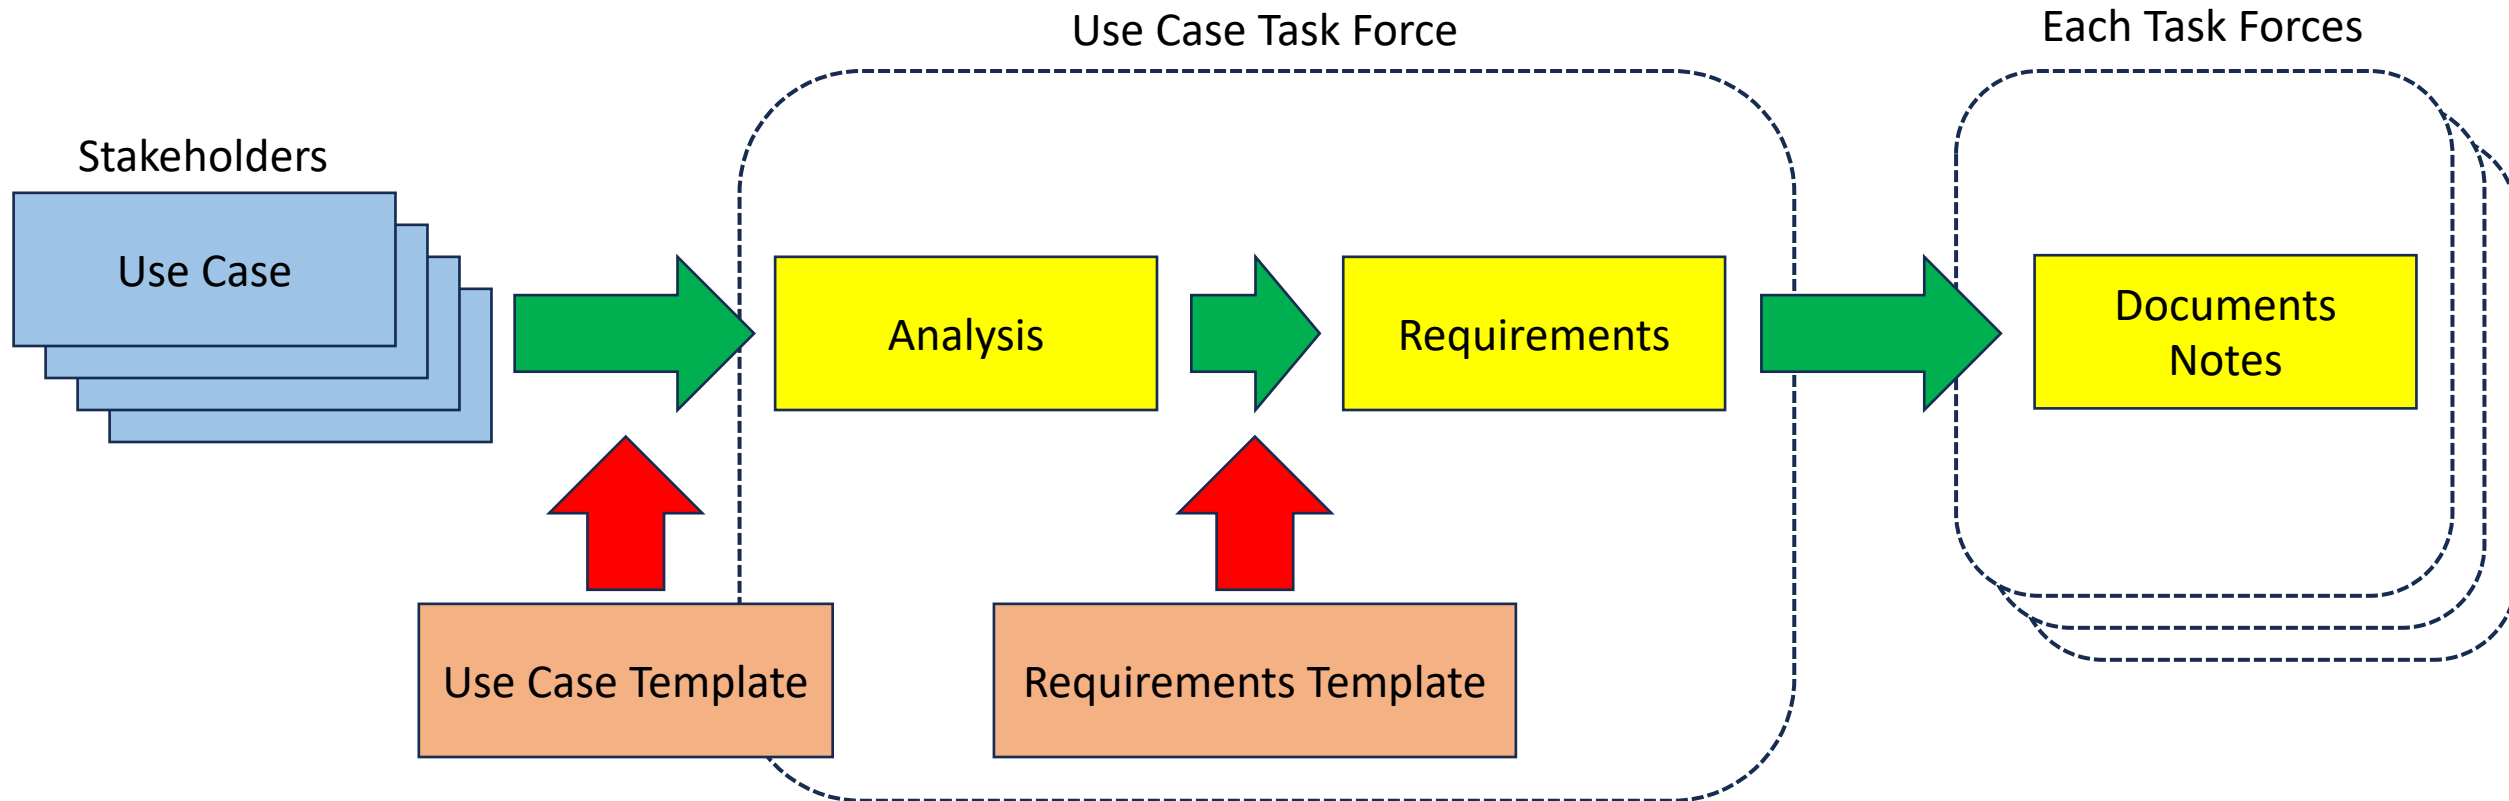 Use Case Task Force
Each Task Forces
Stakeholders
Use Case
Analysis
Requirements
Documents
Notes
Use Case Template
Requirements Template